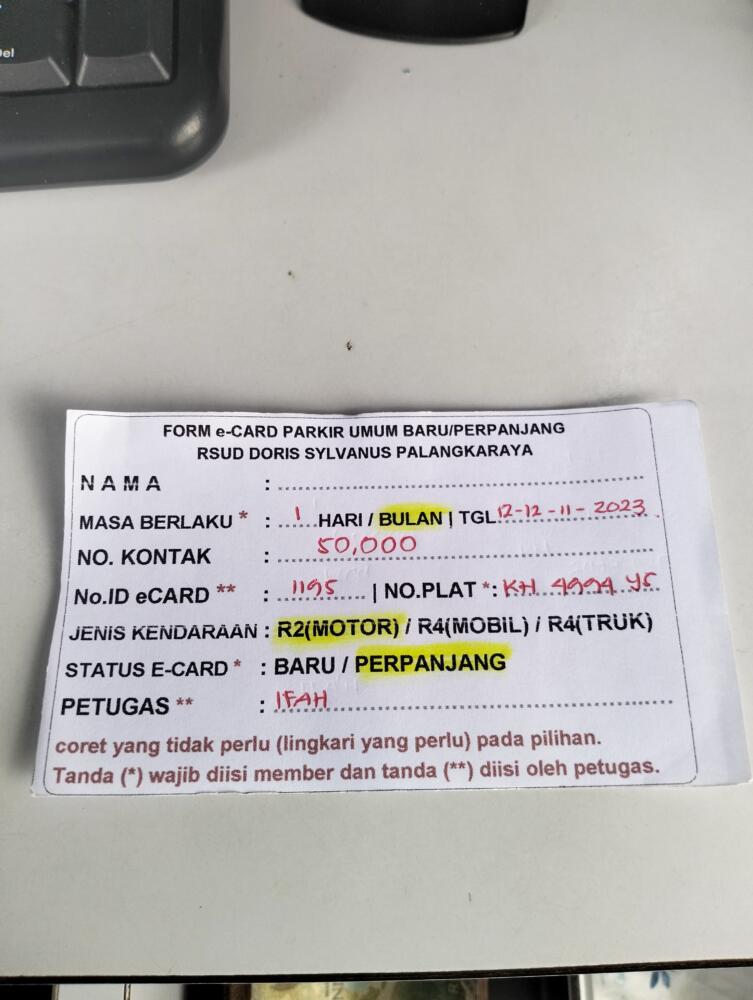 Del
FORM e-CARD PARKIR UMUM BARU/PERPANJANG
RSUD DORIS SYLVANUS PALANGKARAYA
NAMA :
MASA BERLAKU * : 1 HARI / BULAN | TGL 12-12-11-2023
NO. KONTAK : 50,000
No.ID eCARD ** : 1195 | NO.PLAT *: KH 4994 YS
JENIS KENDARAAN : R2(MOTOR) / R4(MOBIL) / R4(TRUK)
STATUS E-CARD * : BARU / PERPANJANG
PETUGAS ** : IFAH
coret yang tidak perlu (lingkari yang perlu) pada pilihan.
Tanda (*) wajib diisi member dan tanda (**) diisi oleh petugas.